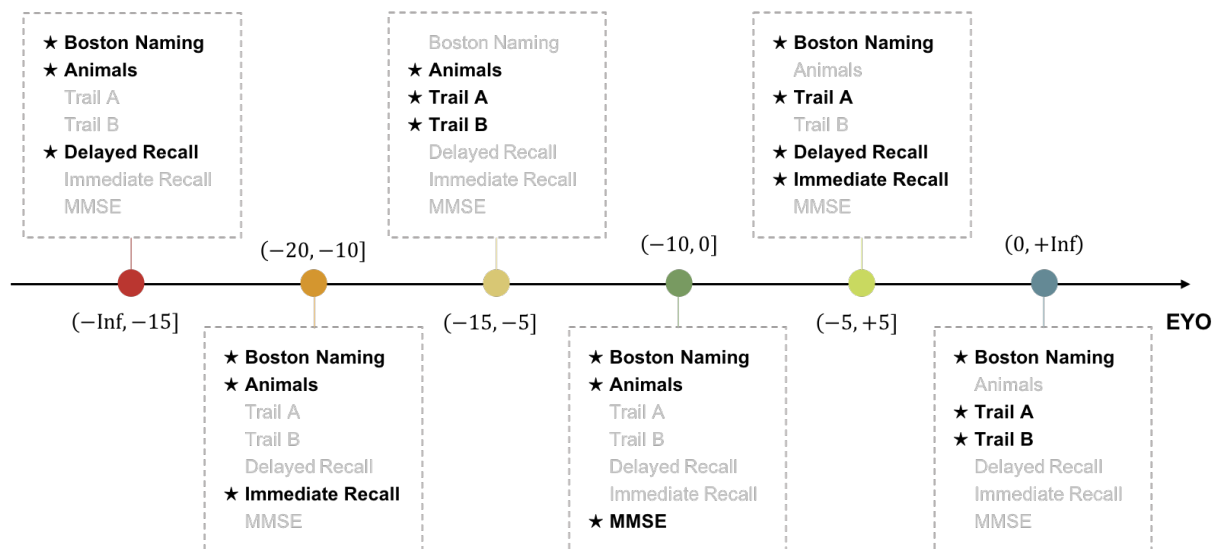 ★ Boston Naming
★ Animals
Trail A
Trail B
★ Delayed Recall
Immediate Recall
MMSE
Boston Naming
★ Animals
★ Trail A
★ Trail B
Delayed Recall
Immediate Recall
MMSE
★ Boston Naming
Animals
★ Trail A
Trail B
★ Delayed Recall
★ Immediate Recall
MMSE
(−20, −10]
(−10, 0]
(0, +Inf)
(−Inf, −15]
(−15, −5]
(−5, +5]
EYO
★ Boston Naming
★ Animals
Trail A
Trail B
Delayed Recall
★ Immediate Recall
MMSE
★ Boston Naming
★ Animals
Trail A
Trail B
Delayed Recall
Immediate Recall
★ MMSE
★ Boston Naming
Animals
★ Trail A
★ Trail B
Delayed Recall
Immediate Recall
MMSE